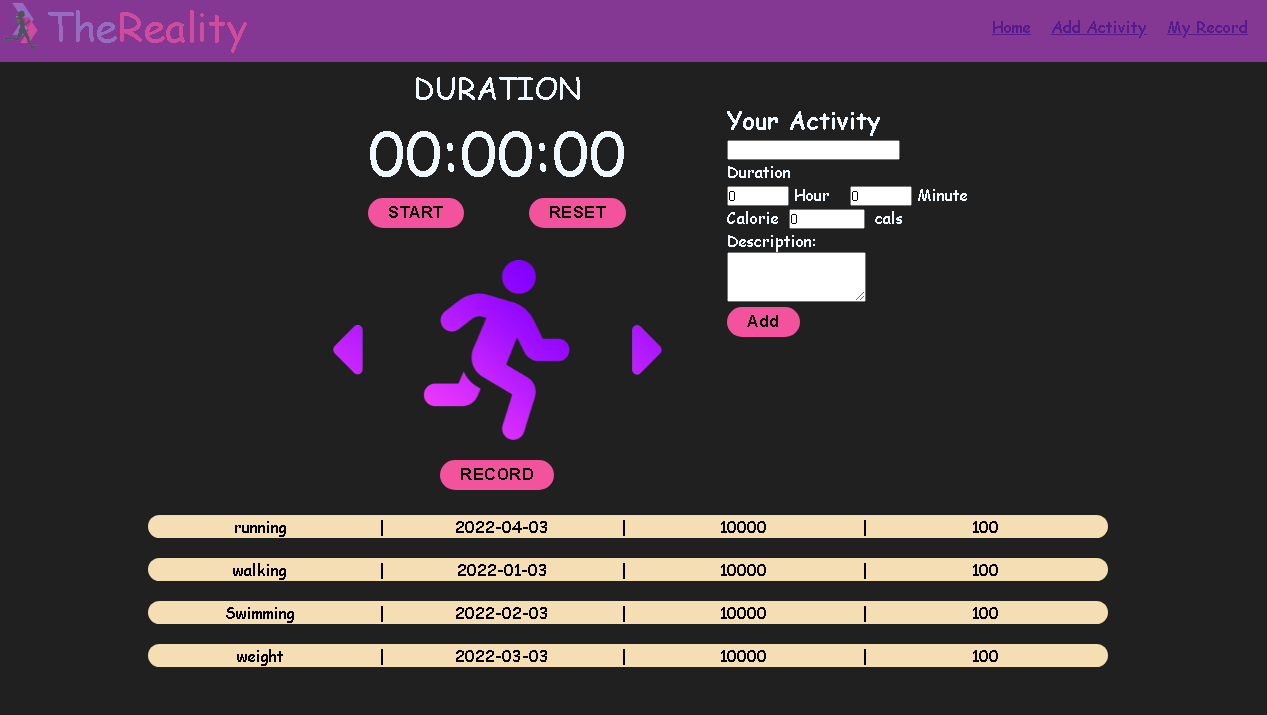 TheReality
Home Add Activity My Record
DURATION
00:00:00
START RESET
RECORD
Your Activity
Duration
0 Hour 0 Minute
Calorie 0 cals
Description:
Add
running | 2022-04-03 | 10000 | 100
walking | 2022-01-03 | 10000 | 100
Swimming | 2022-02-03 | 10000 | 100
weight | 2022-03-03 | 10000 | 100